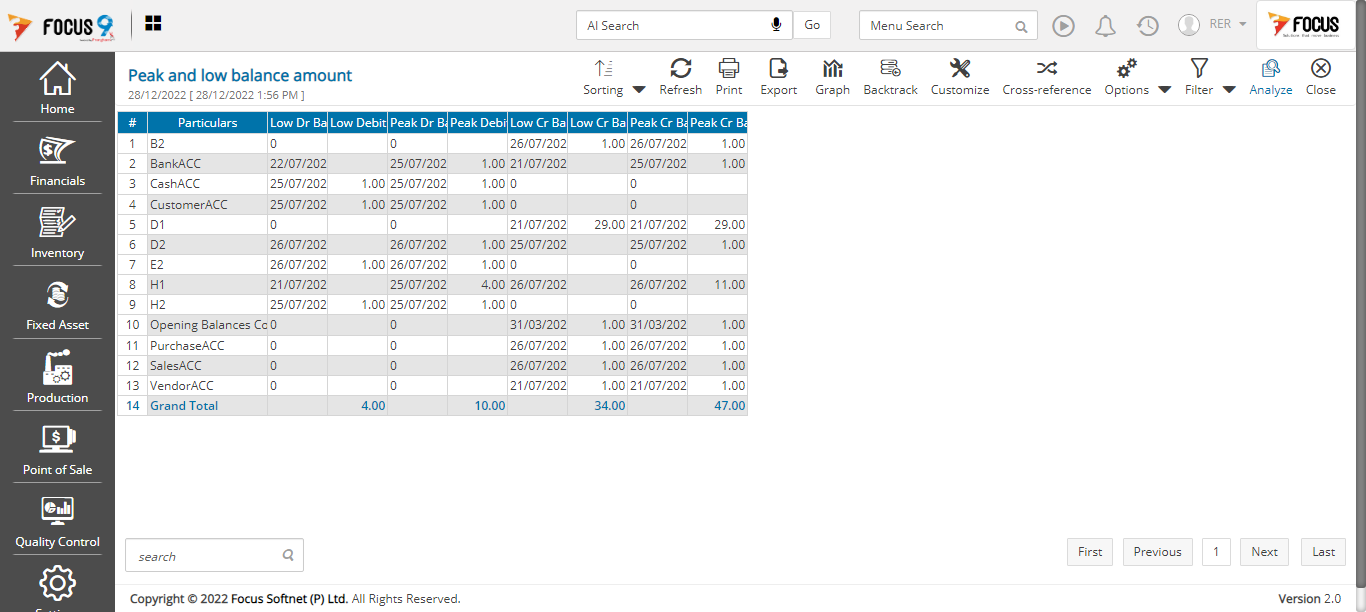 FOCUS 9
AI Search
Go
Menu Search
RER
FOCUS
Home
Financials
Inventory
Fixed Asset
Production
Point of Sale
Quality Control
Peak and low balance amount
28/12/2022 [ 28/12/2022 1:56 PM ]
Sorting Refresh Print Export Graph Backtrack Customize Cross-reference Options Filter Analyze Close
# Particulars Low Dr Ba Low Debit Peak Dr Ba Peak Debi Low Cr Ba Low Cr Ba Peak Cr Ba Peak Cr Ba
1 B2 0 0 26/07/202 1.00 26/07/202 1.00
2 BankACC 22/07/202 25/07/202 1.00 21/07/202 25/07/202 1.00
3 CashACC 25/07/202 1.00 25/07/202 1.00 0 0
4 CustomerACC 25/07/202 1.00 25/07/202 1.00 0 0
5 D1 0 0 21/07/202 29.00 21/07/202 29.00
6 D2 26/07/202 26/07/202 1.00 25/07/202 25/07/202 1.00
7 E2 26/07/202 1.00 26/07/202 1.00 0 0
8 H1 21/07/202 25/07/202 4.00 26/07/202 26/07/202 11.00
9 H2 25/07/202 1.00 25/07/202 1.00 0 0
10 Opening Balances Co 0 0 31/03/202 1.00 31/03/202 1.00
11 PurchaseACC 0 0 26/07/202 1.00 26/07/202 1.00
12 SalesACC 0 0 26/07/202 1.00 26/07/202 1.00
13 VendorACC 0 0 21/07/202 1.00 21/07/202 1.00
14 Grand Total 4.00 10.00 34.00 47.00
search
First Previous 1 Next Last
Copyright © 2022 Focus Softnet (P) Ltd. All Rights Reserved.
Version 2.0